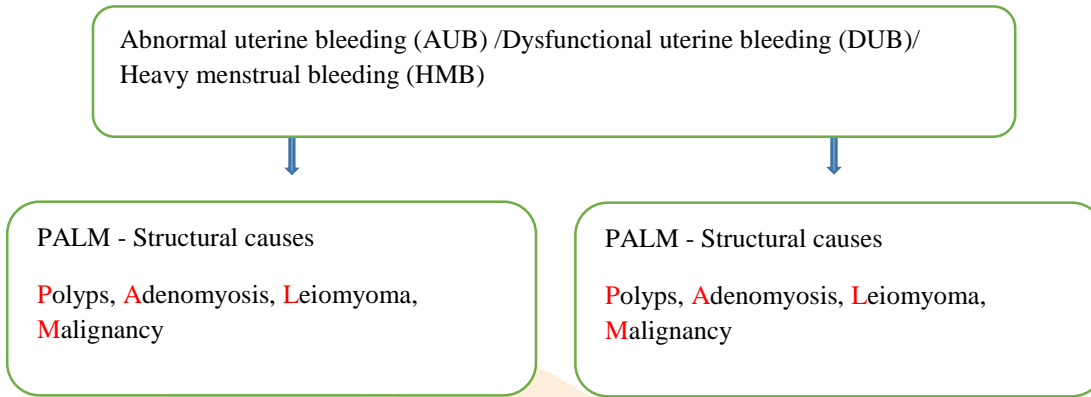 Abnormal uterine bleeding (AUB) /Dysfunctional uterine bleeding (DUB)/
Heavy menstrual bleeding (HMB)
PALM - Structural causes
Polyps, Adenomyosis, Leiomyoma,
Malignancy
PALM - Structural causes
Polyps, Adenomyosis, Leiomyoma,
Malignancy